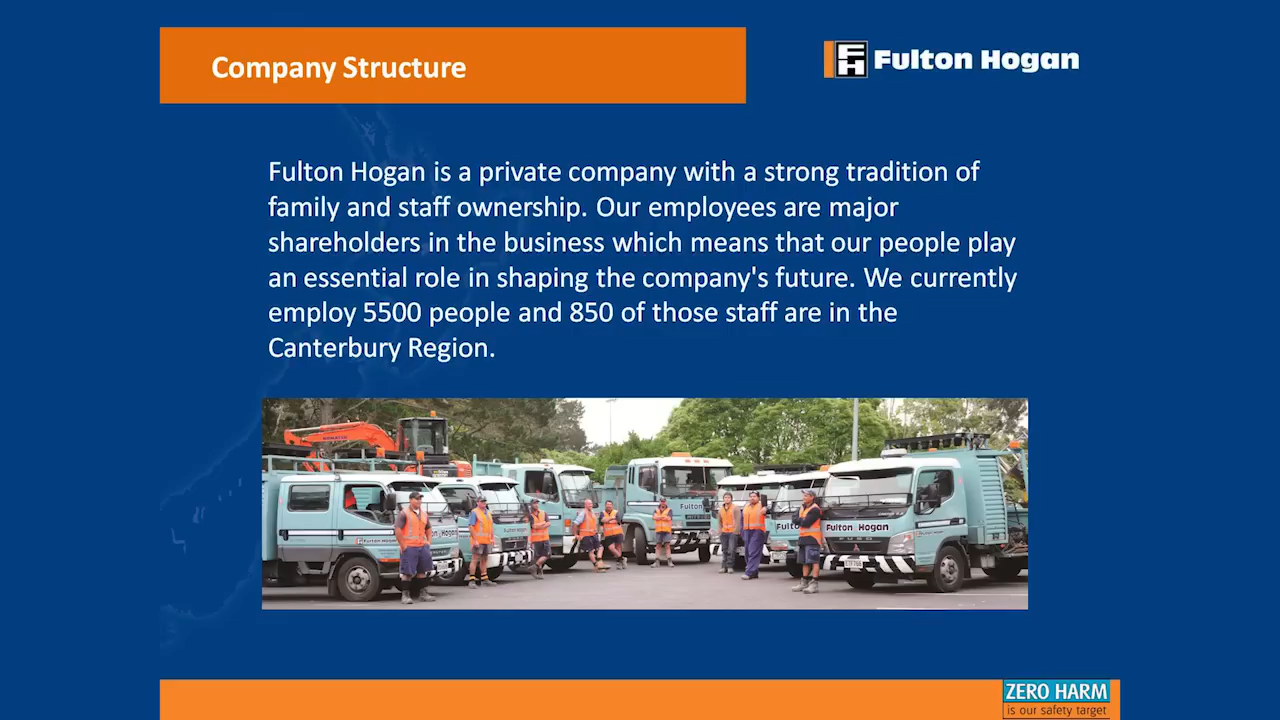 Company Structure
FH Fulton Hogan
Fulton Hogan is a private company with a strong tradition of
family and staff ownership. Our employees are major
shareholders in the business which means that our people play
an essential role in shaping the company's future. We currently
employ 5500 people and 850 of those staff are in the
Canterbury Region.
Fulton Hogan
Fulton Hogan
ZERO HARM
is our safety target